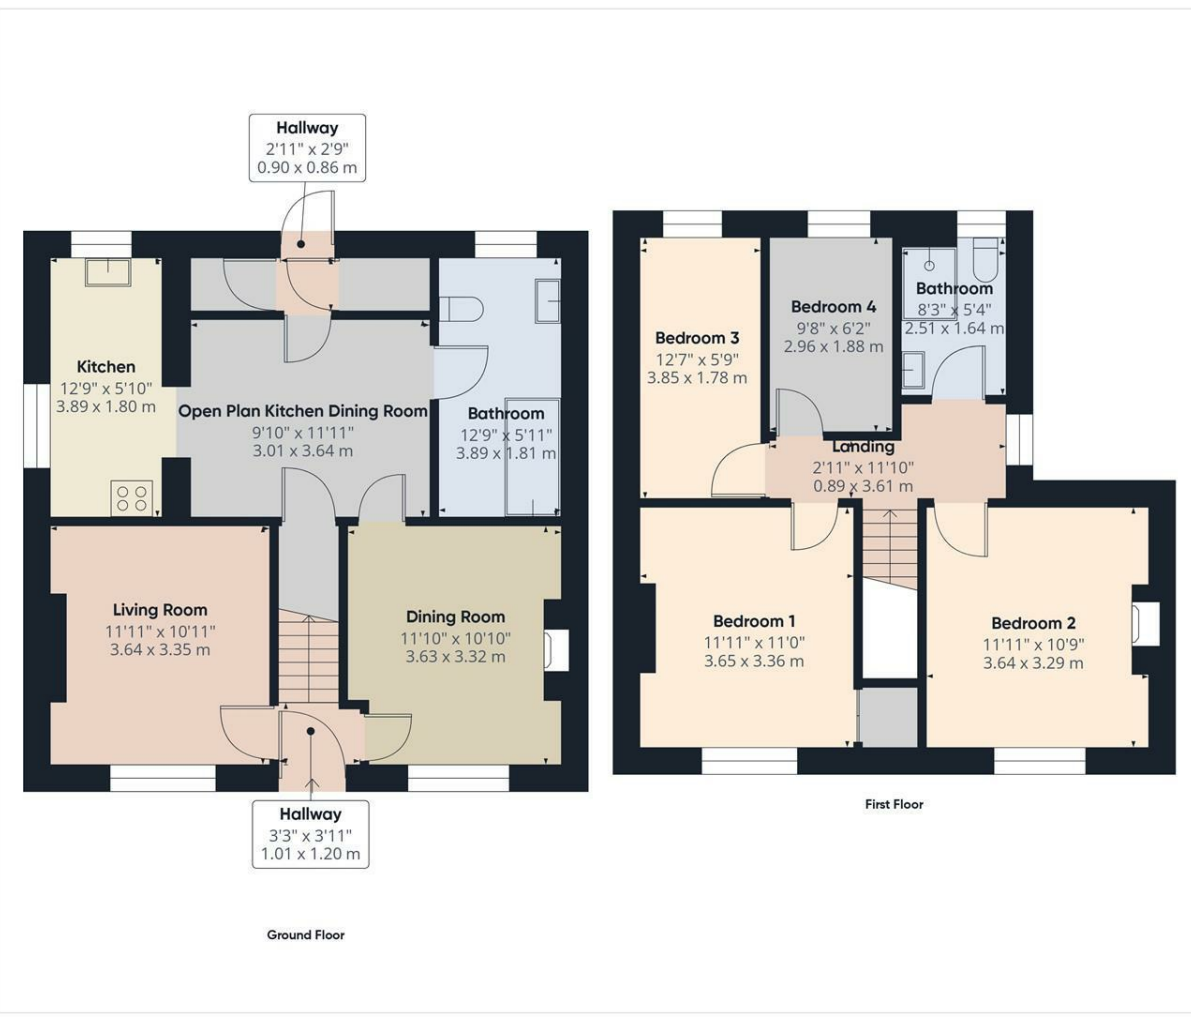 Hallway
2'11" x 2'9"
0.90 x 0.86 m
Kitchen
12'9" x 5'10"
3.89 x 1.80 m
Open Plan Kitchen Dining Room
9'10" x 11'11"
3.01 x 3.64 m
Bathroom
12'9" x 5'11"
3.89 x 1.81 m
Living Room
11'11" x 10'11"
3.64 x 3.35 m
Dining Room
11'10" x 10'10"
3.63 x 3.32 m
Hallway
3'3" x 3'11"
1.01 x 1.20 m
Ground Floor
Bedroom 3
12'7" x 5'9"
3.85 x 1.78 m
Bedroom 4
9'8" x 6'2"
2.96 x 1.88 m
Bathroom
8'3" x 5'4"
2.51 x 1.64 m
Landing
2'11" x 11'10"
0.89 x 3.61 m
Bedroom 1
11'11" x 11'0"
3.65 x 3.36 m
Bedroom 2
11'11" x 10'9"
3.64 x 3.29 m
First Floor